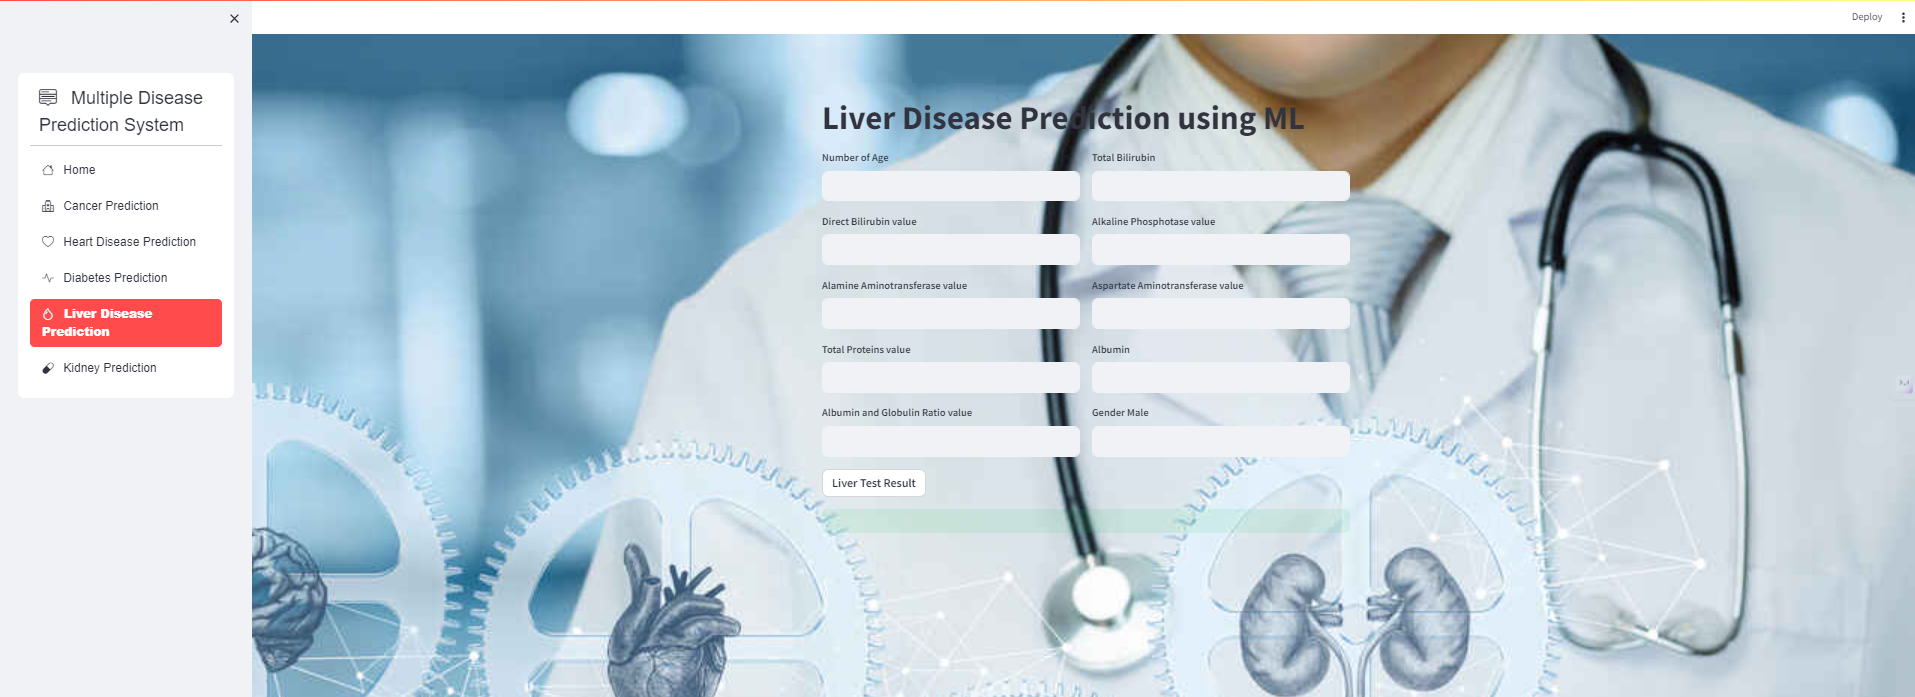 Deploy
Multiple Disease
Prediction System
Home
Cancer Prediction
Heart Disease Prediction
Diabetes Prediction
Liver Disease
Prediction
Kidney Prediction
Liver Disease Prediction using ML
Number of Age
Total Bilirubin
Direct Bilirubin value
Alkaline Phosphotase value
Alamine Aminotransferase value
Aspartate Aminotransferase value
Total Proteins value
Albumin
Albumin and Globulin Ratio value
Gender Male
Liver Test Result